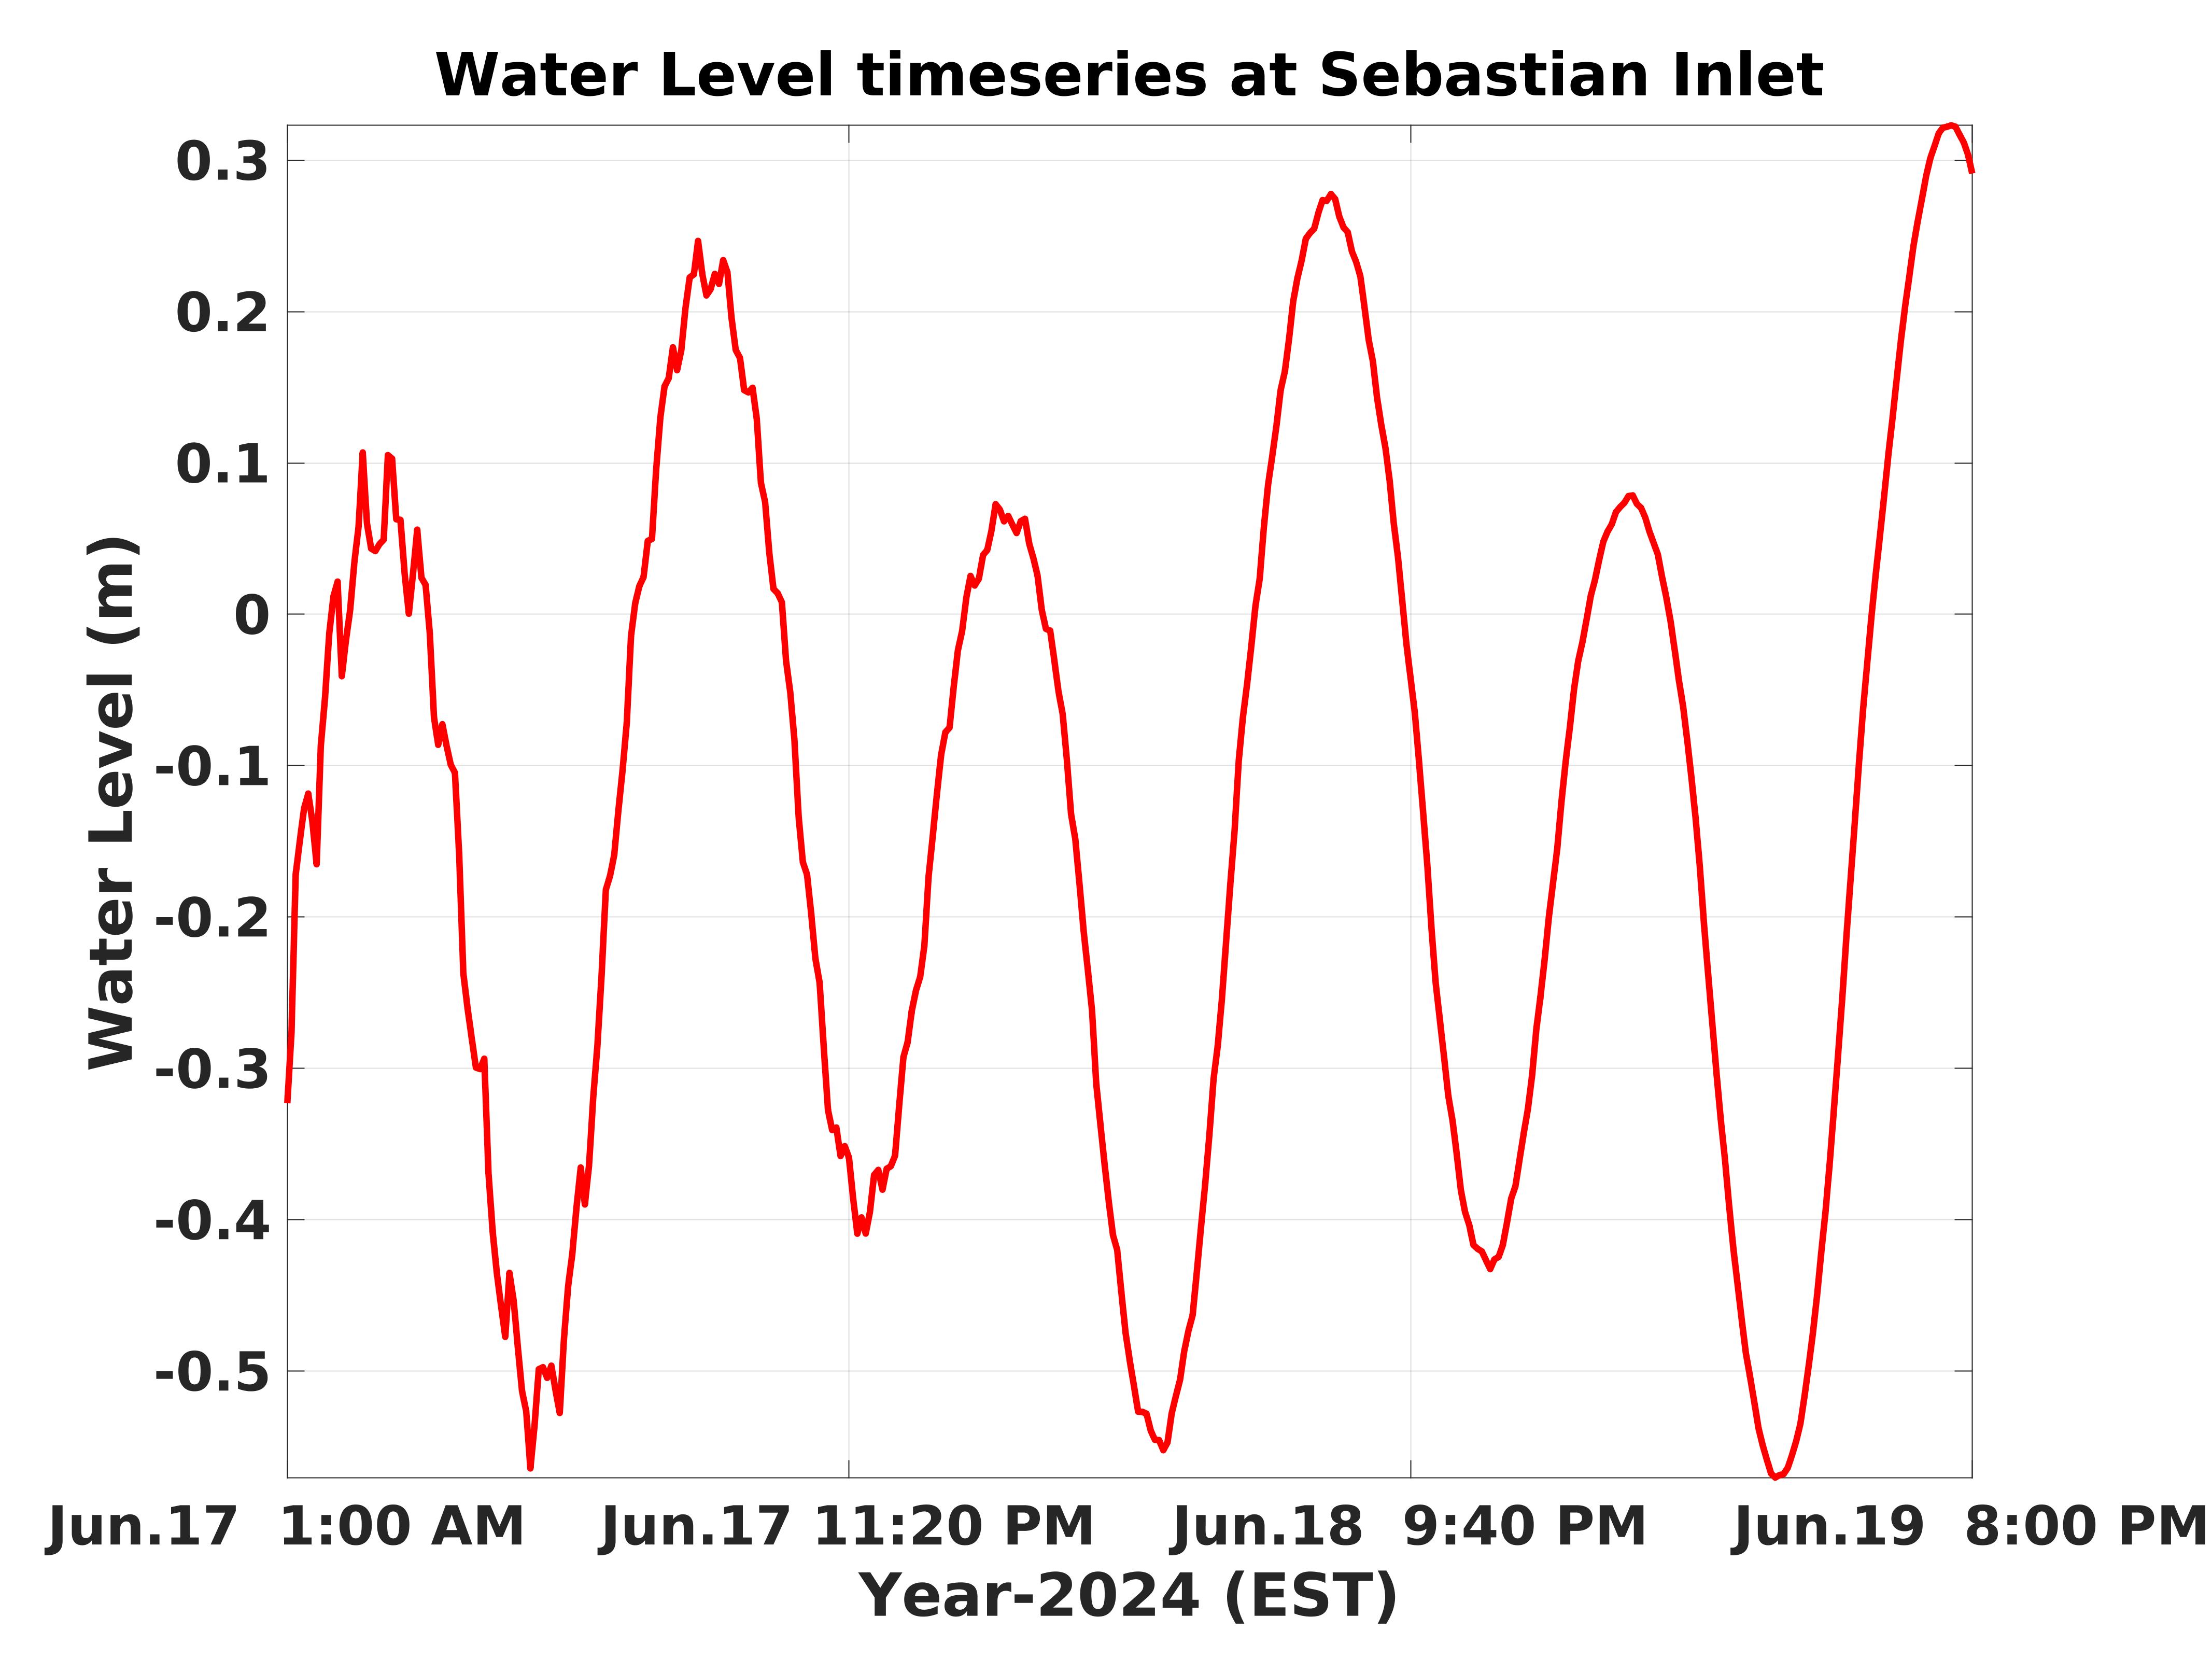 Water Level timeseries at Sebastian Inlet
0.3
0.2
0.1
0
-0.1
-0.2
-0.3
-0.4
-0.5
Water Level (m)
Jun.17 1:00 AM Jun.17 11:20 PM Jun.18 9:40 PM Jun.19 8:00 PM
Year-2024 (EST)